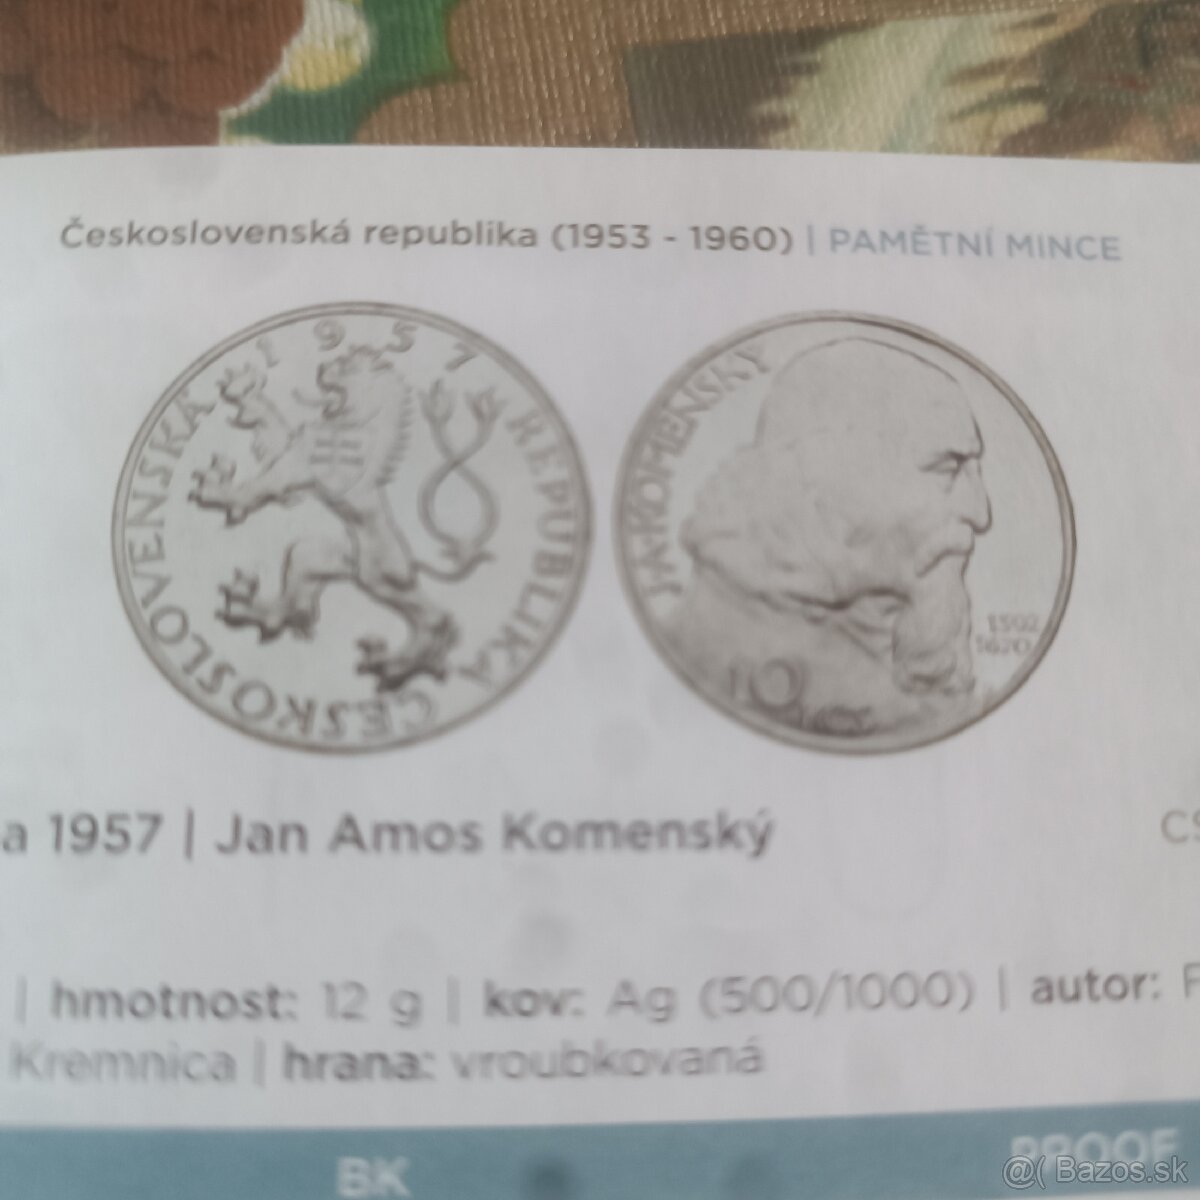 Československá republika (1953 - 1960) | PAMĚTNÍ MINCE
ČESKOSLOVENSKÁ 1957 REPUBLIKA
J.A.KOMENSKÝ
1592
1670
10
a 1957 | Jan Amos Komenský
CS
| hmotnost: 12 g | kov: Ag (500/1000) | autor: F
Kremnica | hrana: vroubkovaná
BK PROOF
@( Bazos.sk